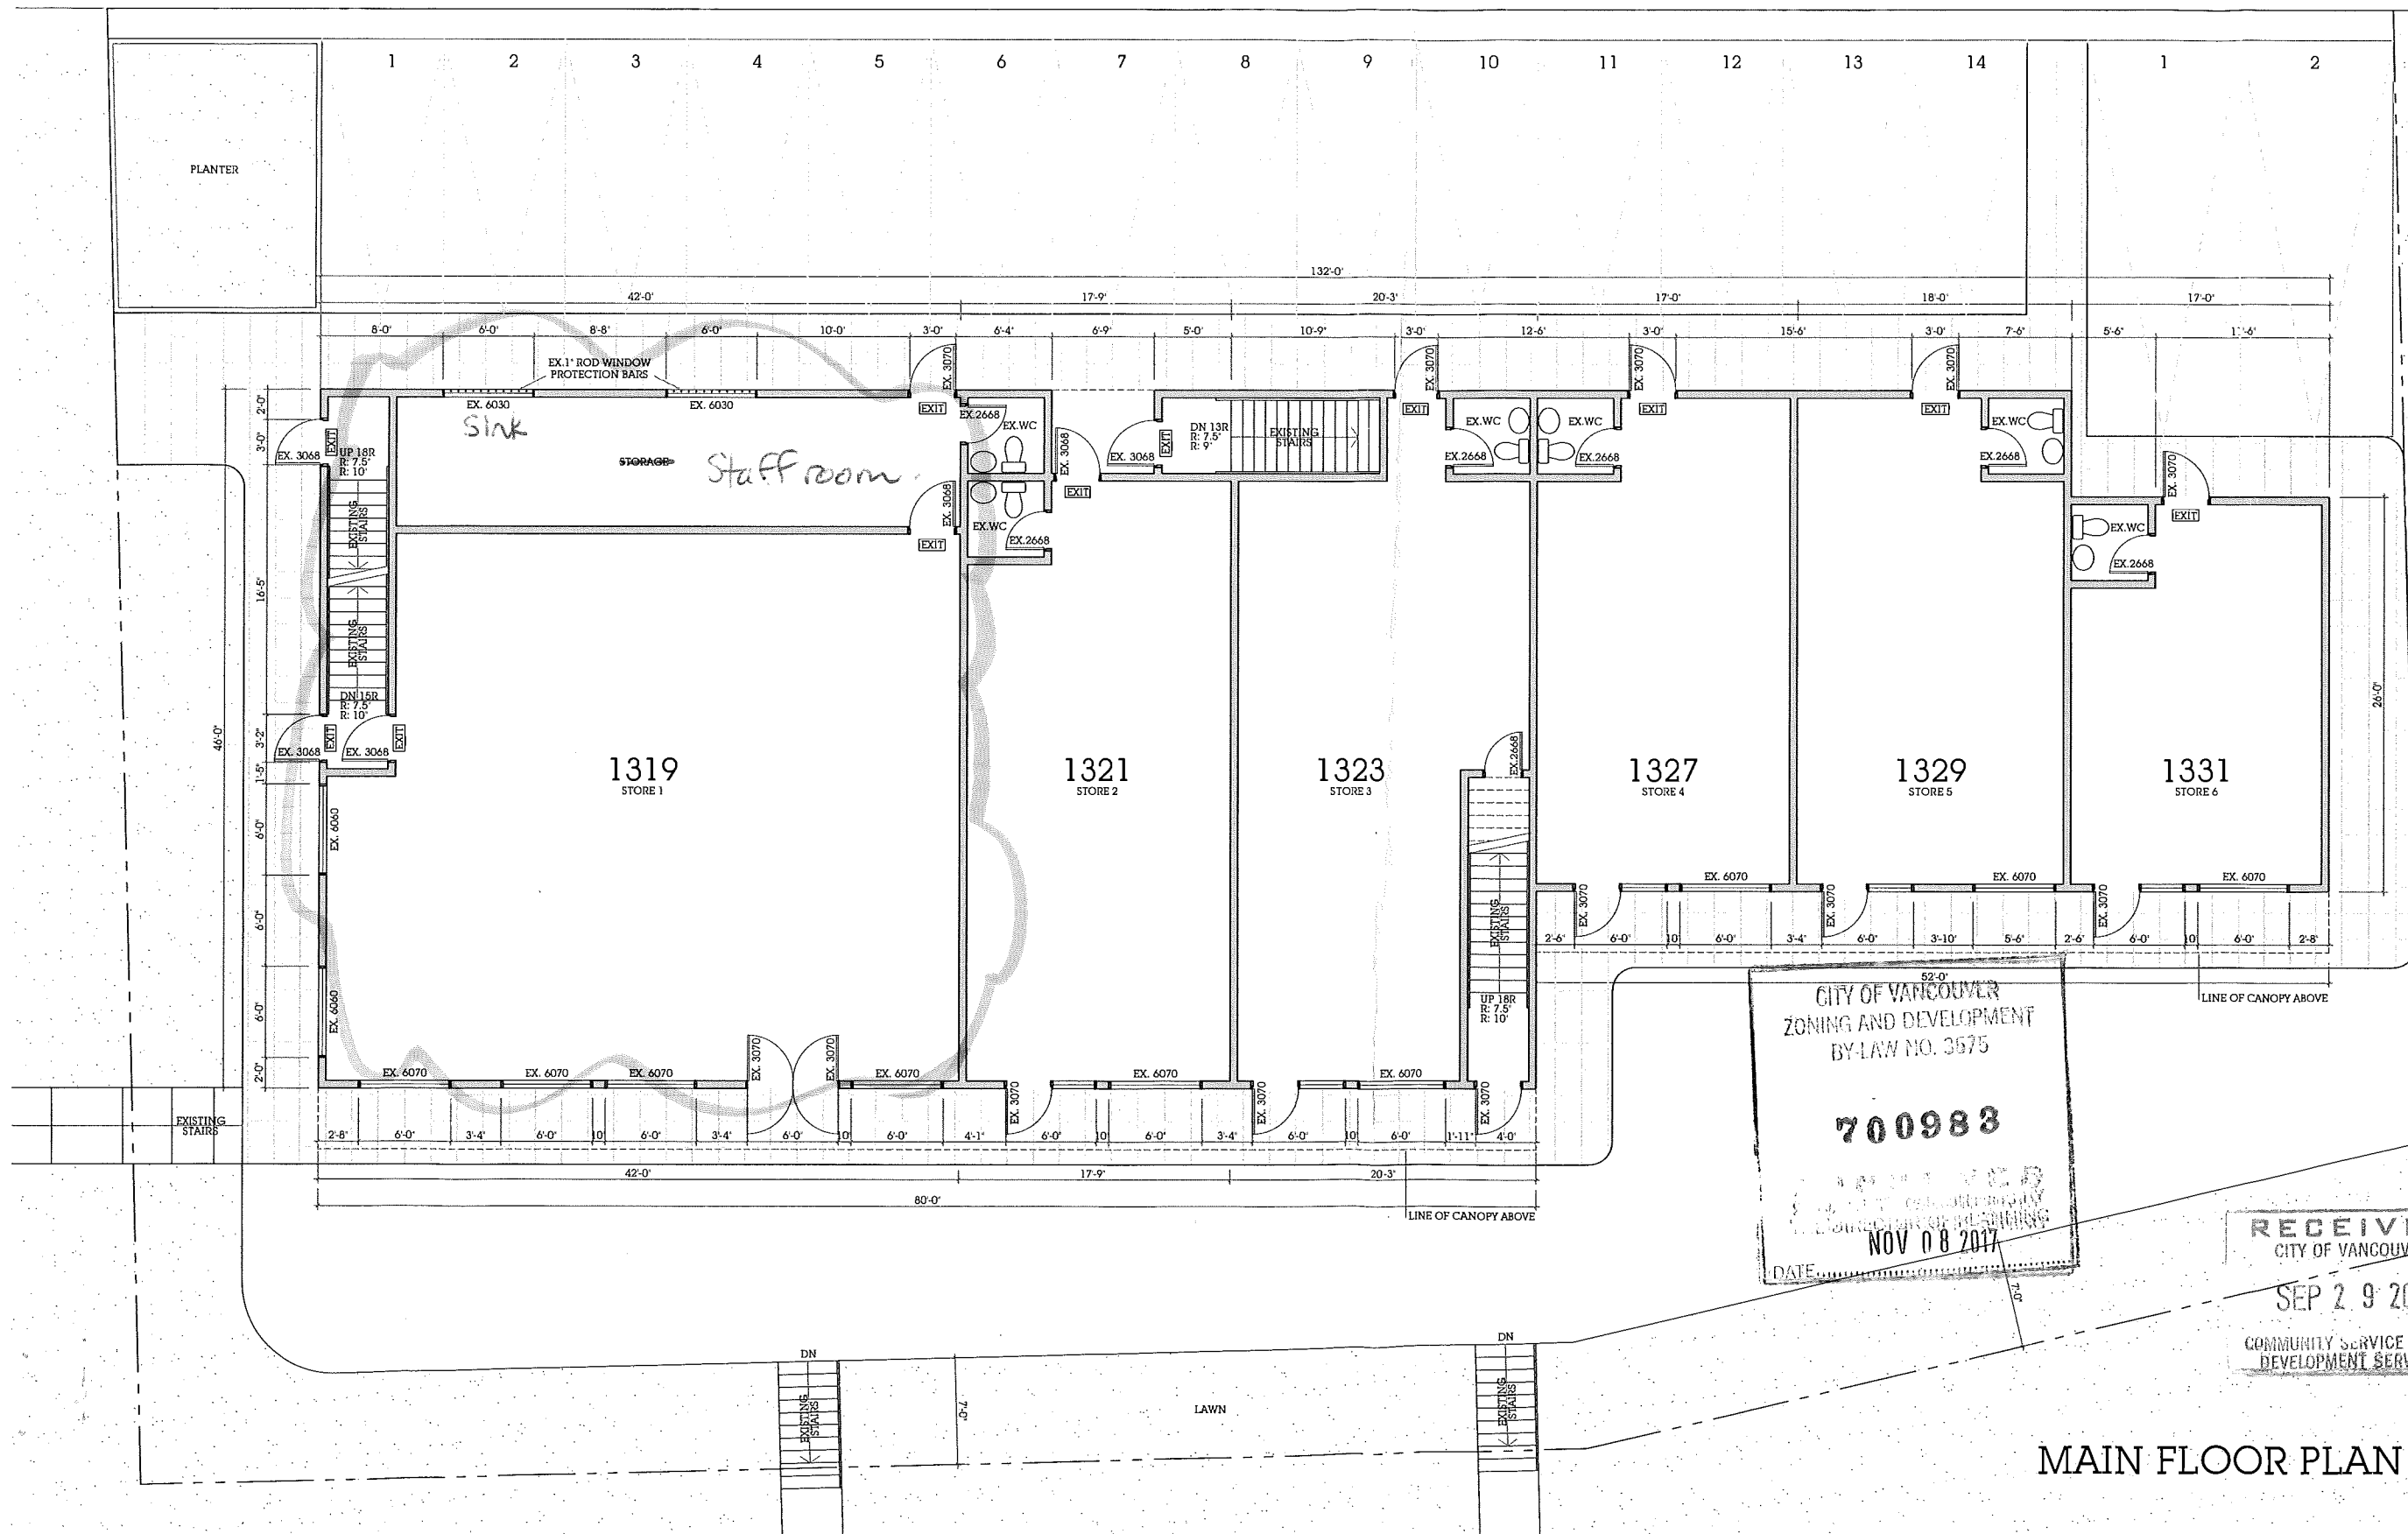 1 2 3 4 5 6 7 8 9 10 11 12 13 14 1 2
PLANTER
132'-0'
42'-0' 17'-9' 20'-3' 17'-0' 18'-0' 17'-0'
8'-0' 6'-0' 8'-8' 6'-0' 10'-0' 3'-0' 6'-4' 6'-9' 5'-0' 10'-9' 3'-0' 12'-6' 3'-0' 15'-6' 3'-0' 7'-6' 5'-6' 11'-6'
EX.1" ROD WINDOW
PROTECTION BARS
EX. 3070
EX. 3070
EX. 3070
EX. 3070
EX. 6030
EX. 6030
EXIT
EXIT
EXIT
EXIT
2'-0"
3'-0"
16'-5"
3'-2"
1'-5"
6'-0"
6'-0"
6'-0"
2'-0"
46'-0"
Sink
STORAGE
Staff room
EX.2668
EX.WC
EX. 3068
EX. 3068
EXIT
EXIT
DN 13R
R: 7.5"
R: 9"
EXISTING
STAIRS
EX.WC
EX.2668
EX.WC
EX.2668
EX.WC
EX.2668
EXIT
EX. 3068
UP 18R
R: 7.5"
R: 10"
EXISTING
STAIRS
EXISTING
STAIRS
DN 15R
R: 7.5"
R: 10"
EX. 3068
EXIT
EX. 3068
EXIT
EX. 3068
EXIT
EX.WC
EX.2668
EX. 3070
EXIT
EX.WC
EX.2668
26'-0"
1319
STORE 1
1321
STORE 2
1323
STORE 3
1327
STORE 4
1329
STORE 5
1331
STORE 6
EX.2668
EX. 6060
EX. 6060
EXISTING
STAIRS
UP 18R
R: 7.5"
R: 10"
EX. 3070
EX. 6070
EX. 3070
EX. 6070
EX. 3070
EX. 6070
2'-6" 6'-0" 10' 6'-0" 3'-4" 6'-0" 3'-10" 5'-6" 2'-6" 6'-0" 10' 6'-0" 2'-8"
52'-0"
LINE OF CANOPY ABOVE
EX. 6070
EX. 6070
EX. 6070
EX. 3070
EX. 3070
EX. 6070
EX. 3070
EX. 6070
EX. 3070
EX. 6070
EX. 3070
EXISTING
STAIRS
2'-8" 6'-0" 3'-4" 6'-0" 10' 6'-0" 3'-4" 6'-0" 10' 6'-0" 4'-1" 6'-0" 10' 6'-0" 3'-4" 6'-0" 10' 6'-0" 1'-11" 4'-0"
42'-0" 17'-9" 20'-3"
80'-0"
LINE OF CANOPY ABOVE
CITY OF VANCOUVER
ZONING AND DEVELOPMENT
BY-LAW NO. 3575
700983
DIRECTOR OF PLANNING
NOV 08 2017
DATE
7'-0"
RECEIV
CITY OF VANCOUV
SEP 29 20
COMMUNITY SERVICE
DEVELOPMENT SERV
DN
EXISTING
STAIRS
7'-0"
LAWN
DN
EXISTING
STAIRS
MAIN FLOOR PLAN